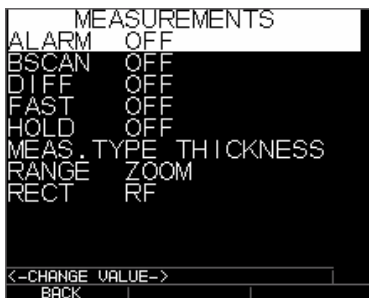 MEASUREMENTS
ALARM OFF
BSCAN OFF
DIFF OFF
FAST OFF
HOLD OFF
MEAS.TYPE THICKNESS
RANGE ZOOM
RECT RF
<-CHANGE VALUE->
BACK